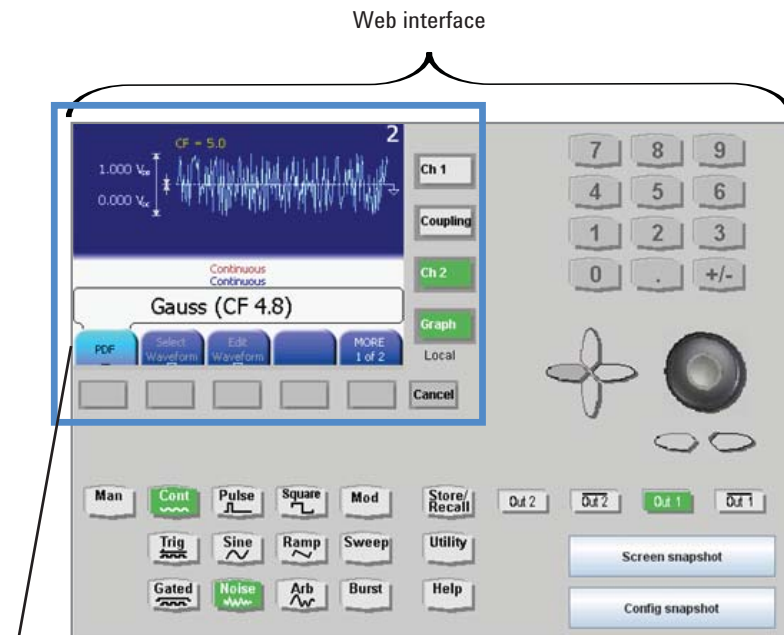 Web interface
2
CF = 5.0
1.000 Vpp
0.000 Vdc
Continuous
Continuous
Gauss (CF 4.8)
PDF
Select Waveform
Edit Waveform
MORE 1 of 2
Ch 1
Coupling
Ch 2
Graph
Local
Cancel
7 8 9
4 5 6
1 2 3
0 . +/-
Man Cont Pulse Square Mod Store/Recall
Out 2 Out 2 Out 1 Out 1
Trig Sine Ramp Sweep Utility
Screen snapshot
Gated Noise Arb Burst Help
Config snapshot